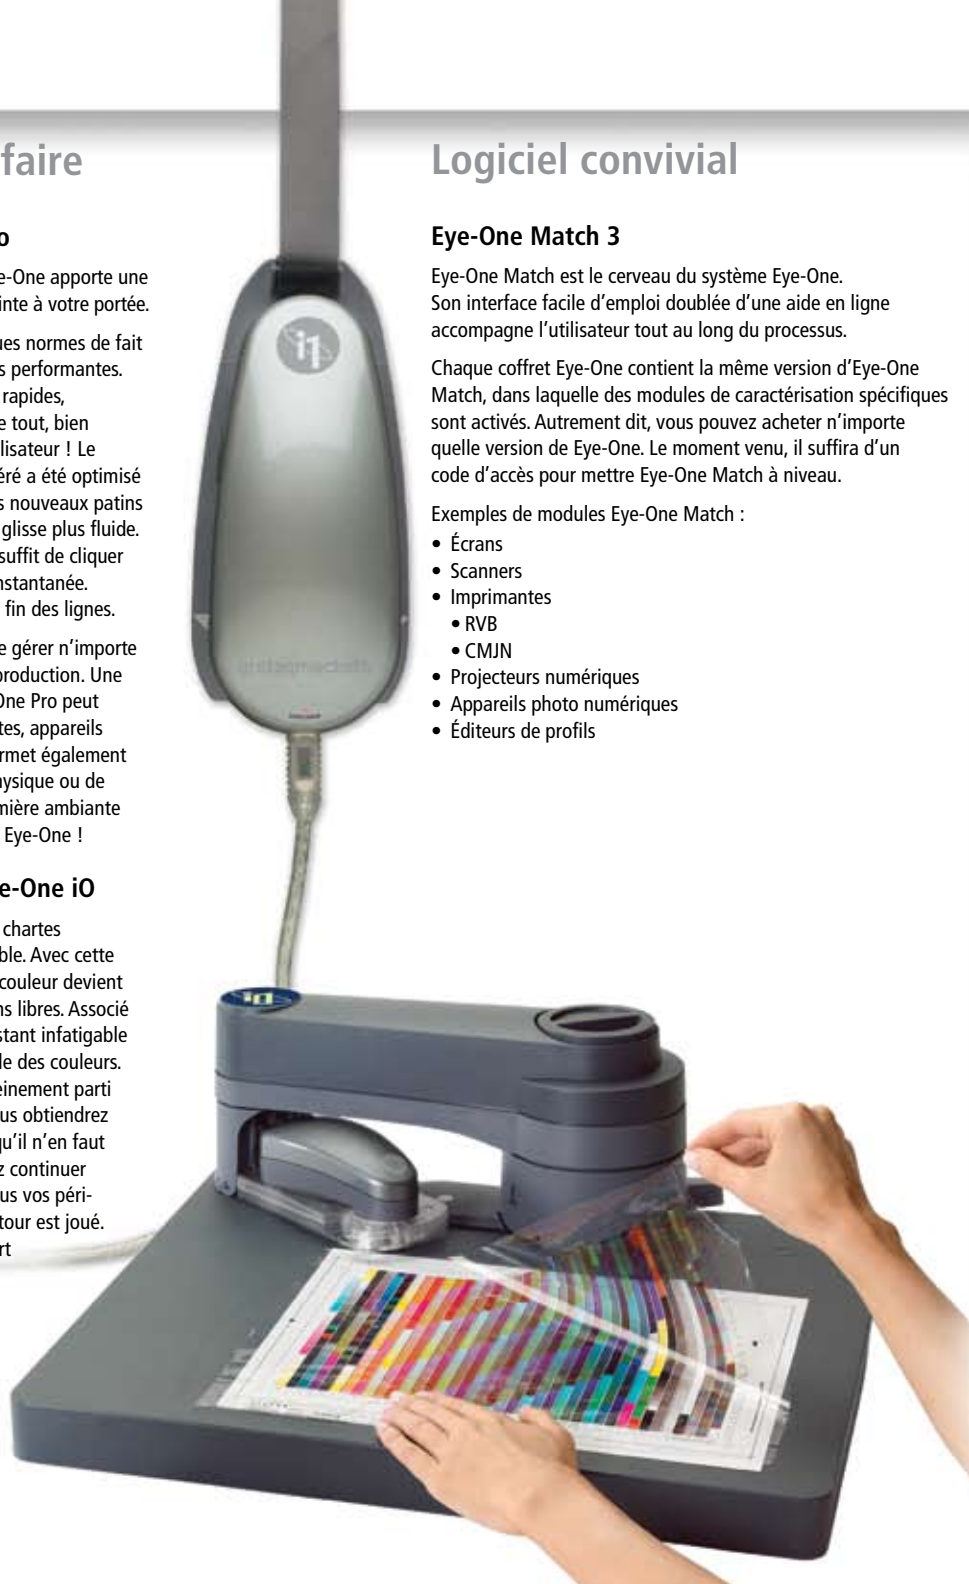 faire
o
e-One apporte une
inte à votre portée.
ues normes de fait
s performantes.
rapides,
e tout, bien
lisateur ! Le
éré a été optimisé
s nouveaux patins
glisse plus fluide.
suffit de cliquer
nstantanée.
fin des lignes.
e gérer n’importe
production. Une
One Pro peut
tes, appareils
rmet également
hysique ou de
mière ambiante
Eye-One !
e-One iO
chartes
ble. Avec cette
couleur devient
ns libres. Associé
stant infatigable
le des couleurs.
einement parti
us obtiendrez
qu’il n’en faut
z continuer
us vos péri-
tour est joué.
rt
i1
Logiciel convivial
Eye-One Match 3
Eye-One Match est le cerveau du système Eye-One.
Son interface facile d’emploi doublée d’une aide en ligne
accompagne l’utilisateur tout au long du processus.
Chaque coffret Eye-One contient la même version d’Eye-One
Match, dans laquelle des modules de caractérisation spécifiques
sont activés. Autrement dit, vous pouvez acheter n’importe
quelle version de Eye-One. Le moment venu, il suffira d’un
code d’accès pour mettre Eye-One Match à niveau.
Exemples de modules Eye-One Match :
• Écrans
• Scanners
• Imprimantes
• RVB
• CMJN
• Projecteurs numériques
• Appareils photo numériques
• Éditeurs de profils
iO